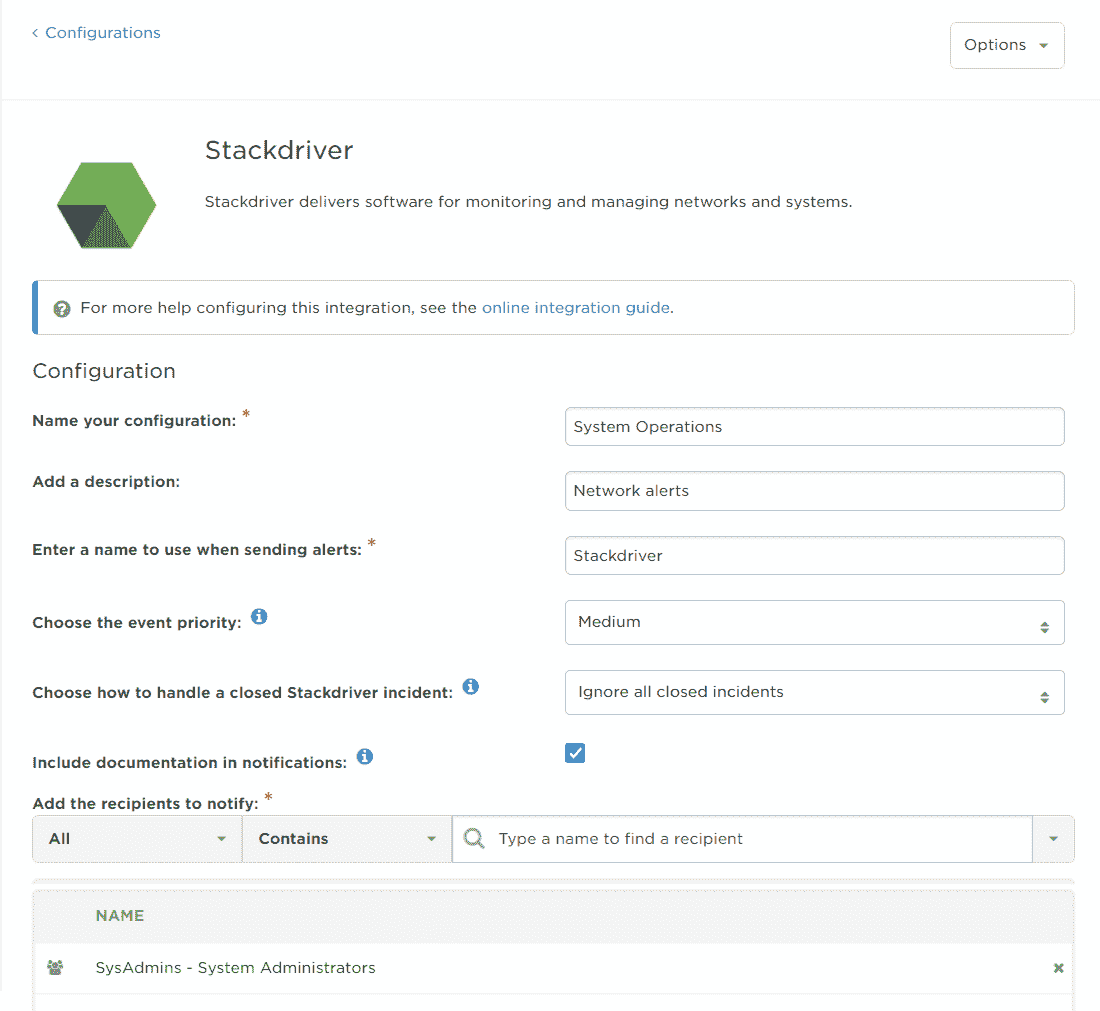 < Configurations
Options
Stackdriver
Stackdriver delivers software for monitoring and managing networks and systems.
For more help configuring this integration, see the online integration guide.
Configuration
Name your configuration: *
System Operations
Add a description:
Network alerts
Enter a name to use when sending alerts: *
Stackdriver
Choose the event priority:
Medium
Choose how to handle a closed Stackdriver incident:
Ignore all closed incidents
Include documentation in notifications:
Add the recipients to notify: *
All Contains Type a name to find a recipient
NAME
SysAdmins - System Administrators